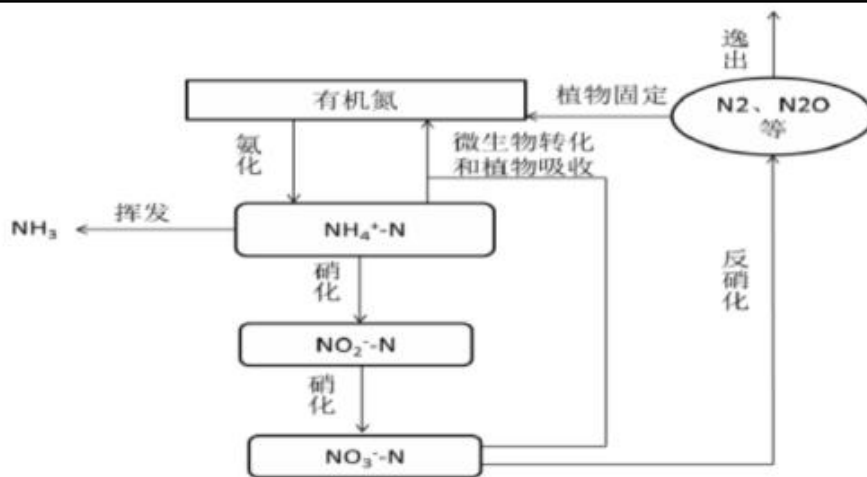 逸出
有机氮
植物固定
N2、N2O
等
氨化
微生物转化
和植物吸收
NH₃
挥发
NH₄⁺-N
硝化
反硝化
NO₂⁻-N
硝化
NO₃⁻-N